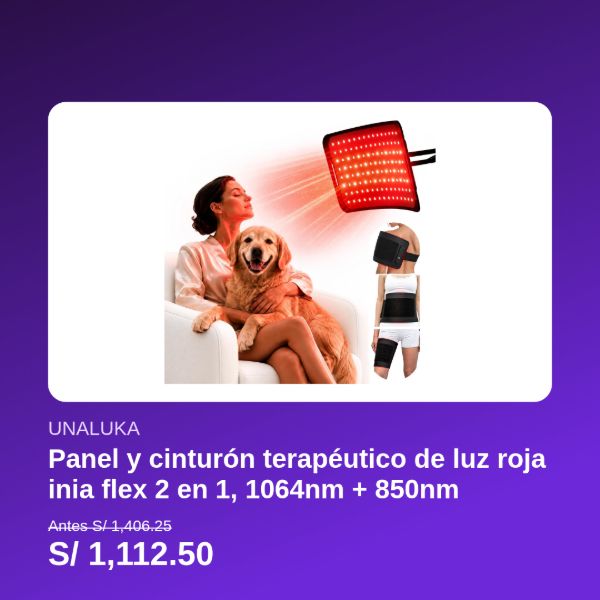 UNALUKA
Panel y cinturón terapéutico de luz roja
inia flex 2 en 1, 1064nm + 850nm
Antes S/ 1,406.25
S/ 1,112.50